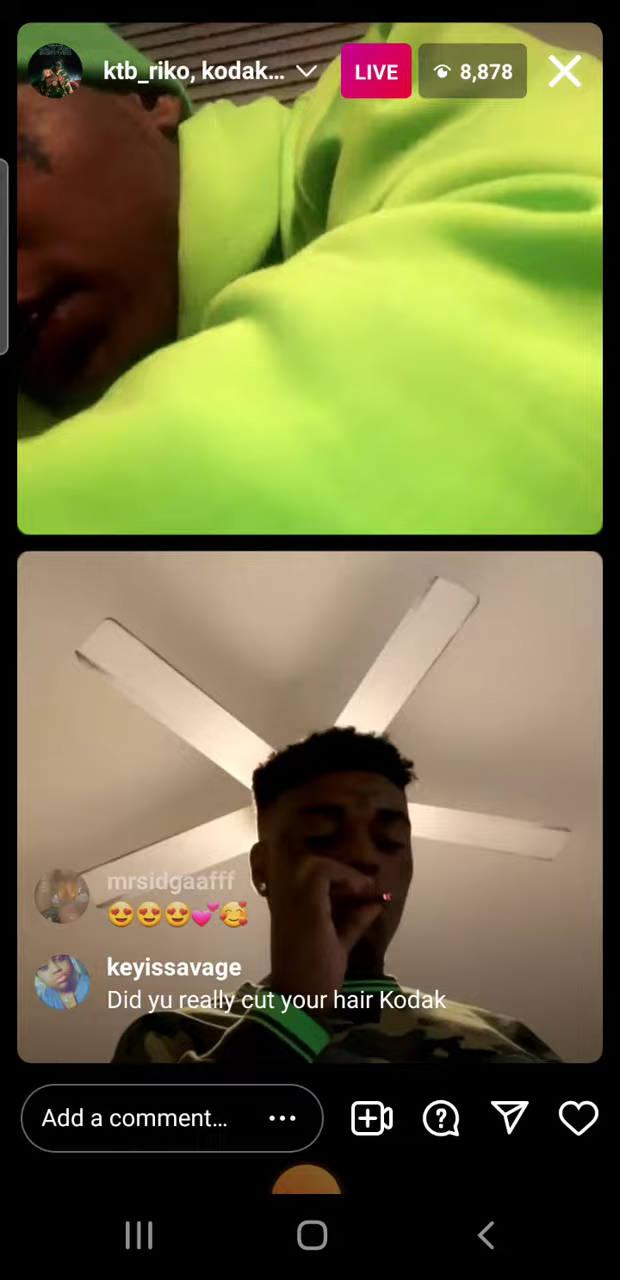 ktb_riko, kodak...
LIVE
8,878
mrsidgaafff
😍😍😍💕🥰
keyissavage
Did yu really cut your hair Kodak
Add a comment...